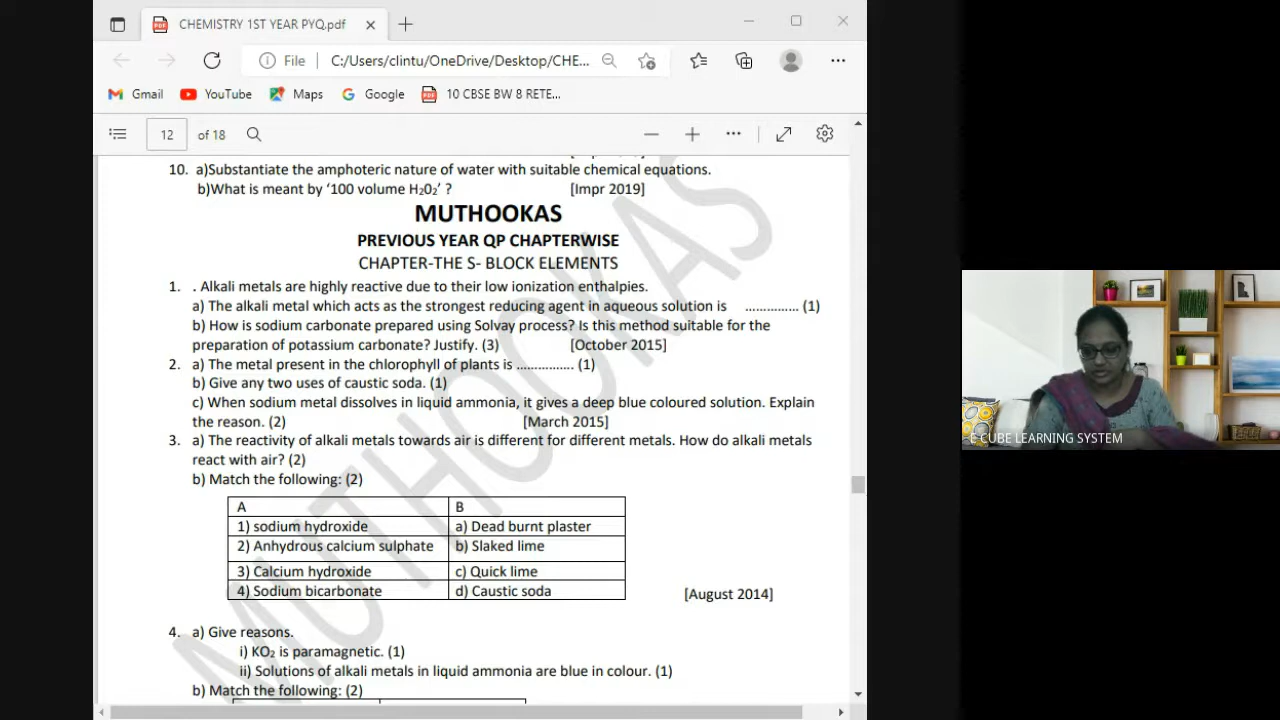 CHEMISTRY 1ST YEAR PYQ.pdf
File C:/Users/clintu/OneDrive/Desktop/CHE...
Gmail YouTube Maps Google 10 CBSE BW 8 RETE...
12 of 18
10. a)Substantiate the amphoteric nature of water with suitable chemical equations.
b)What is meant by ‘100 volume H₂0₂’ ? [Impr 2019]
MUTHOOKAS
PREVIOUS YEAR QP CHAPTERWISE
CHAPTER-THE S- BLOCK ELEMENTS
1. . Alkali metals are highly reactive due to their low ionization enthalpies.
a) The alkali metal which acts as the strongest reducing agent in aqueous solution is ............... (1)
b) How is sodium carbonate prepared using Solvay process? Is this method suitable for the
preparation of potassium carbonate? Justify. (3) [October 2015]
2. a) The metal present in the chlorophyll of plants is ................ (1)
b) Give any two uses of caustic soda. (1)
c) When sodium metal dissolves in liquid ammonia, it gives a deep blue coloured solution. Explain
the reason. (2) [March 2015]
3. a) The reactivity of alkali metals towards air is different for different metals. How do alkali metals
react with air? (2)
b) Match the following: (2)
A B
1) sodium hydroxide a) Dead burnt plaster
2) Anhydrous calcium sulphate b) Slaked lime
3) Calcium hydroxide c) Quick lime
4) Sodium bicarbonate d) Caustic soda
[August 2014]
4. a) Give reasons.
i) KO₂ is paramagnetic. (1)
ii) Solutions of alkali metals in liquid ammonia are blue in colour. (1)
b) Match the following: (2)
MUTHOOKAS
E CUBE LEARNING SYSTEM